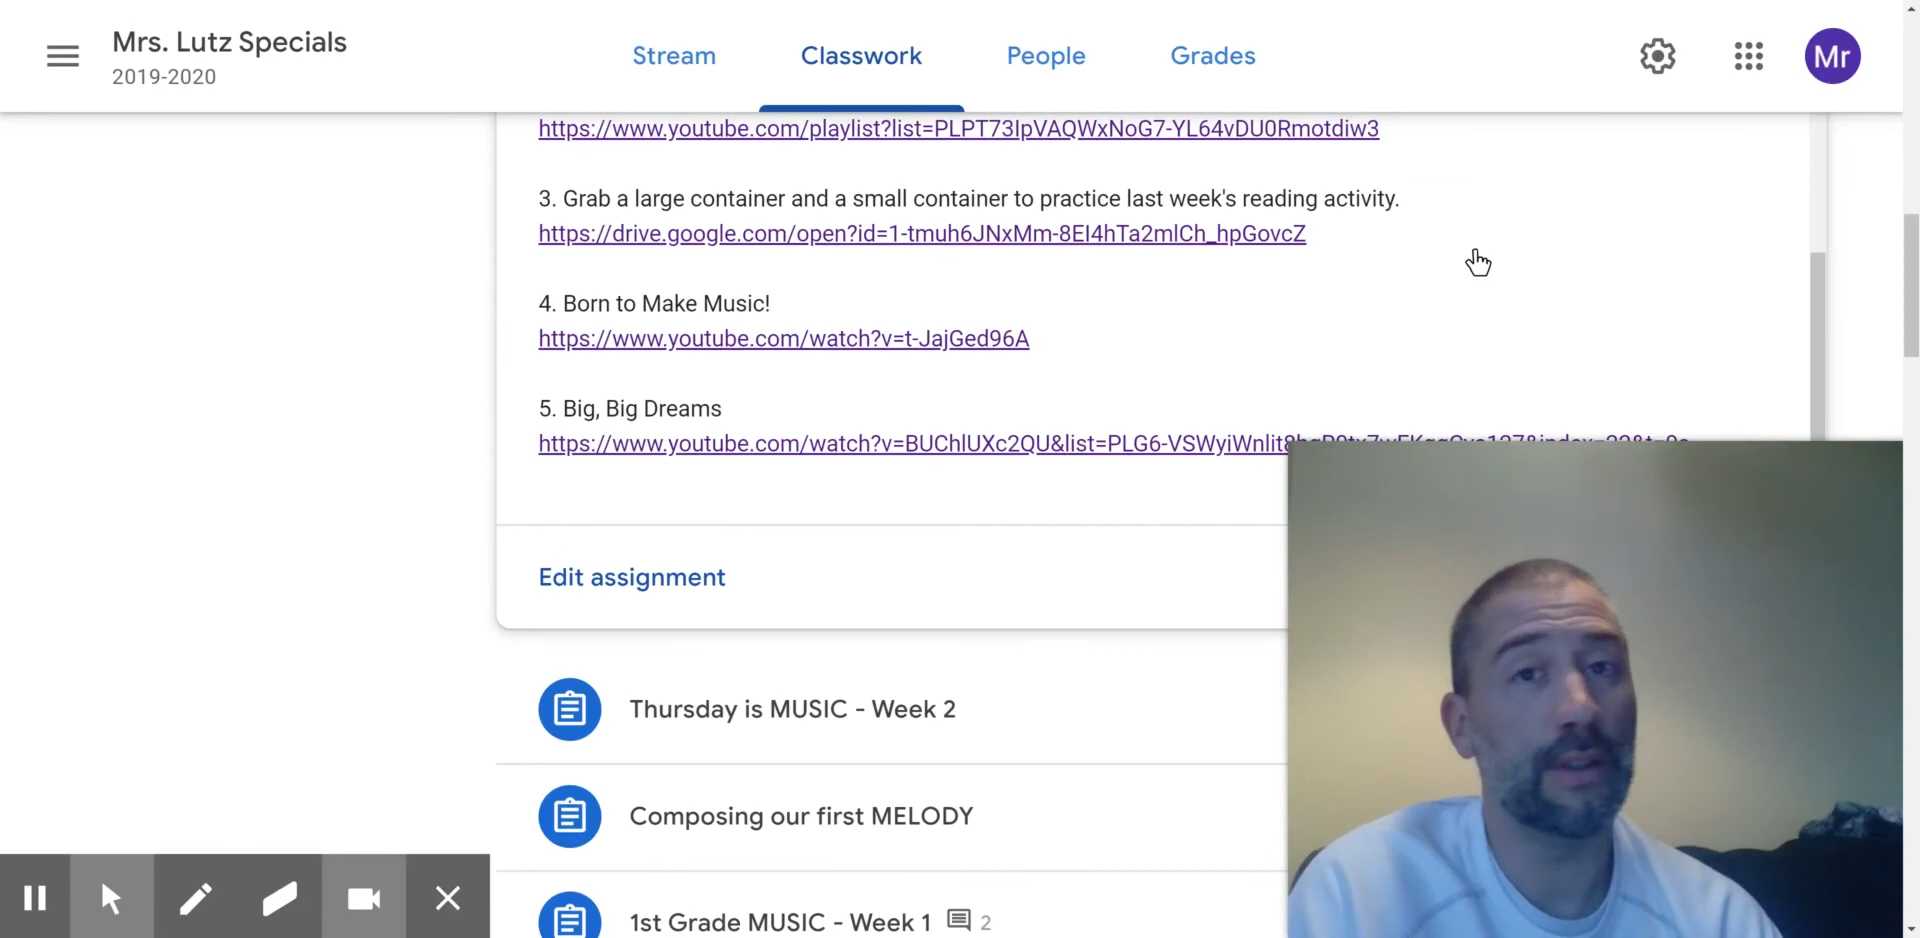 Mrs. Lutz Specials
2019-2020
Stream
Classwork
People
Grades
Mr
https://www.youtube.com/playlist?list=PLPT73IpVAQWxNoG7-YL64vDU0Rmotdiw3
3. Grab a large container and a small container to practice last week's reading activity.
https://drive.google.com/open?id=1-tmuh6JNxMm-8EI4hTa2mlCh_hpGovcZ
4. Born to Make Music!
https://www.youtube.com/watch?v=t-JajGed96A
5. Big, Big Dreams
https://www.youtube.com/watch?v=BUChlUXc2QU&list=PLG6-VSWyiWnlit
Edit assignment
Thursday is MUSIC - Week 2
Composing our first MELODY
1st Grade MUSIC - Week 1 2